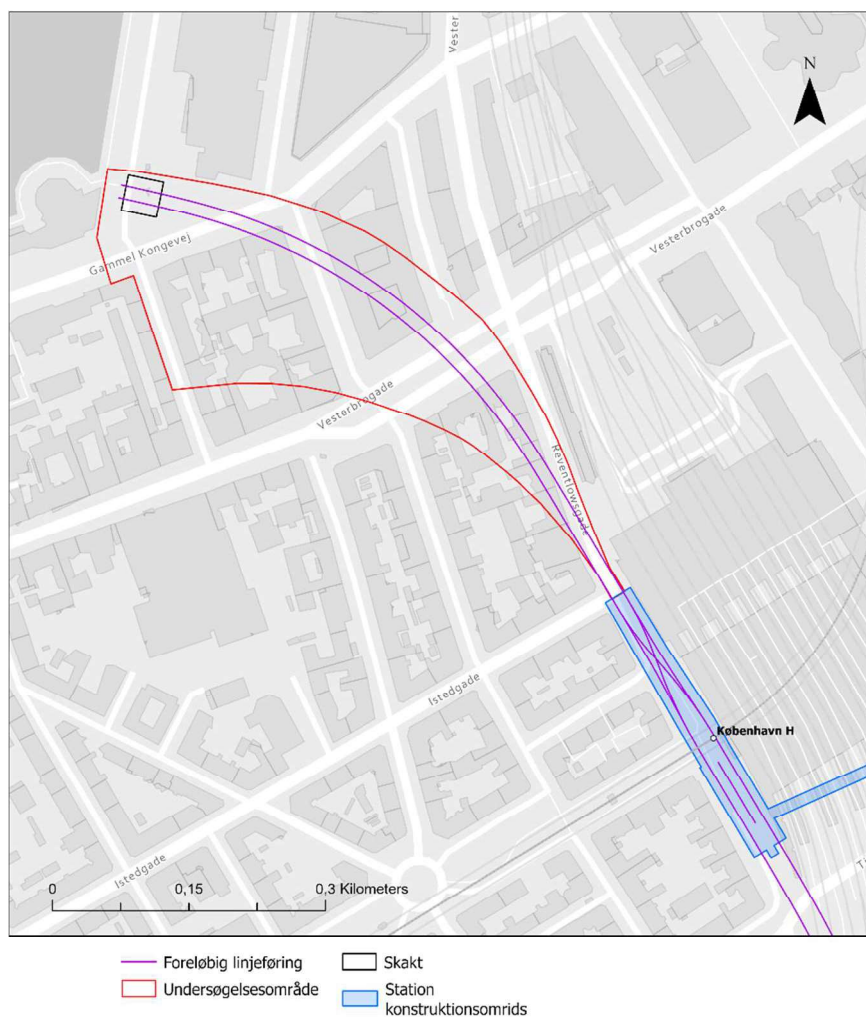 Vester
N
Vesterbrogade
Gammel Kongevej
Vesterbrogade
Reventlowsgade
Istedgade
København H
Istedgade
0 0,15 0,3 Kilometers
Foreløbig linjeføring
Undersøgelsesområde
Skakt
Station
konstruktionsomrids